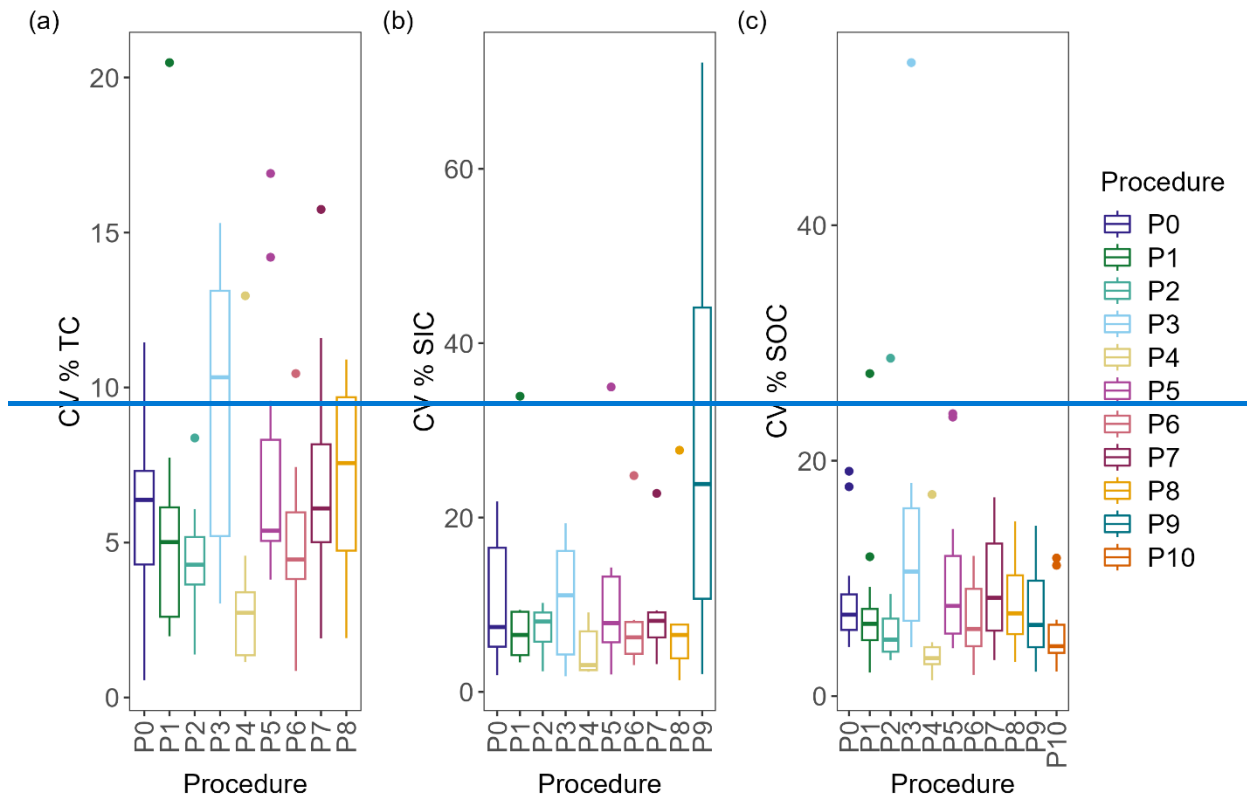 (a)
(b)
(c)
CV % TC
20
15
10
5
0
P0 P1 P2 P3 P4 P5 P6 P7 P8
Procedure
CV % SIC
60
40
20
0
P0 P1 P2 P3 P4 P5 P6 P7 P8 P9
Procedure
CV % SOC
40
20
0
P0 P1 P2 P3 P4 P5 P6 P7 P8 P9 P10
Procedure
Procedure
P0
P1
P2
P3
P4
P5
P6
P7
P8
P9
P10